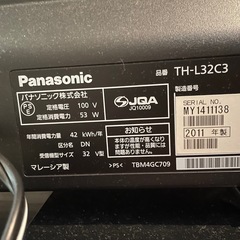 Panasonic
品番 TH-L32C3
パナソニック株式会社
定格電圧 100 V
定格消費電力 53 W
PS
E
JQA
JQ10009
製造番号
SERIAL NO.
MY1411138
2011 年製
年間消費電力量 42 kWh/年
区分名 DN
受信機型サイズ 32 V型
マレーシア製
お知らせ
>PS< TBM4GC709